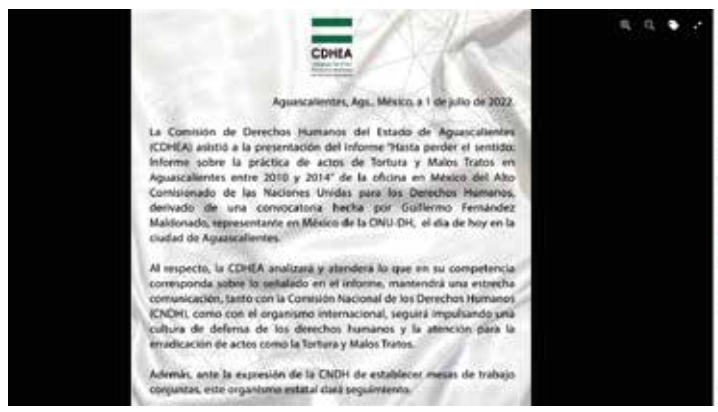 CDHEA
Aguascalientes, Ags., México, a 1 de julio de 2022.
La Comisión de Derechos Humanos del Estado de Aguascalientes
(CDHEA) asistió a la presentación del informe "Hasta perder el sentido:
Informe sobre la práctica de actos de Tortura y Malos Tratos en
Aguascalientes entre 2010 y 2014" de la oficina en México del Alto
Comisionado de las Naciones Unidas para los Derechos Humanos,
derivado de una convocatoria hecha por Guillermo Fernández
Maldonado, representante en México de la ONU-DH, el día de hoy en la
ciudad de Aguascalientes.
Al respecto, la CDHEA analizará y atenderá lo que en su competencia
corresponda sobre lo señalado en el informe, mantendrá una estrecha
comunicación, tanto con la Comisión Nacional de los Derechos Humanos
(CNDH), como con el organismo internacional, seguirá impulsando una
cultura de defensa de los derechos humanos y la atención para la
erradicación de actos como la Tortura y Malos Tratos.
Además, ante la expresión de la CNDH de establecer mesas de trabajo
conjuntas, este organismo estatal dará seguimiento.